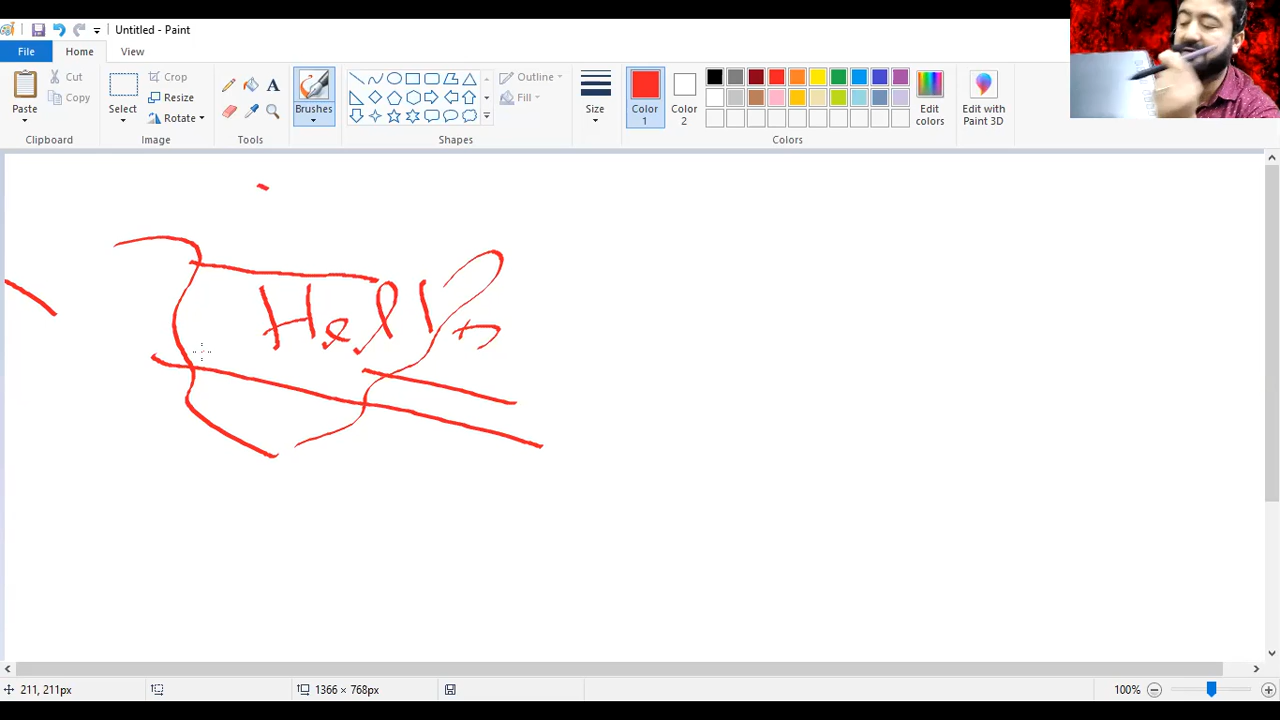 Untitled - Paint
File Home View
Paste Cut Copy Select Crop Resize Rotate Brushes Outline Fill Size Color 1 Color 2 Edit colors Edit with Paint 3D
Clipboard Image Tools Shapes Colors
211, 211px 1366 × 768px 100%